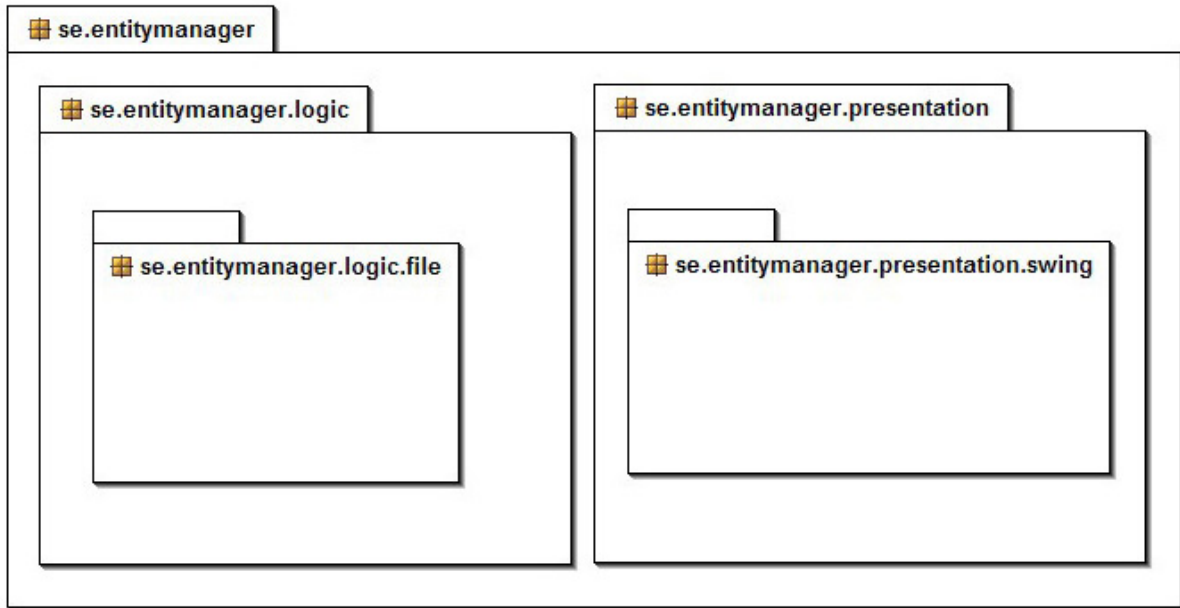 se.entitymanager
se.entitymanager.logic
se.entitymanager.presentation
se.entitymanager.logic.file
se.entitymanager.presentation.swing